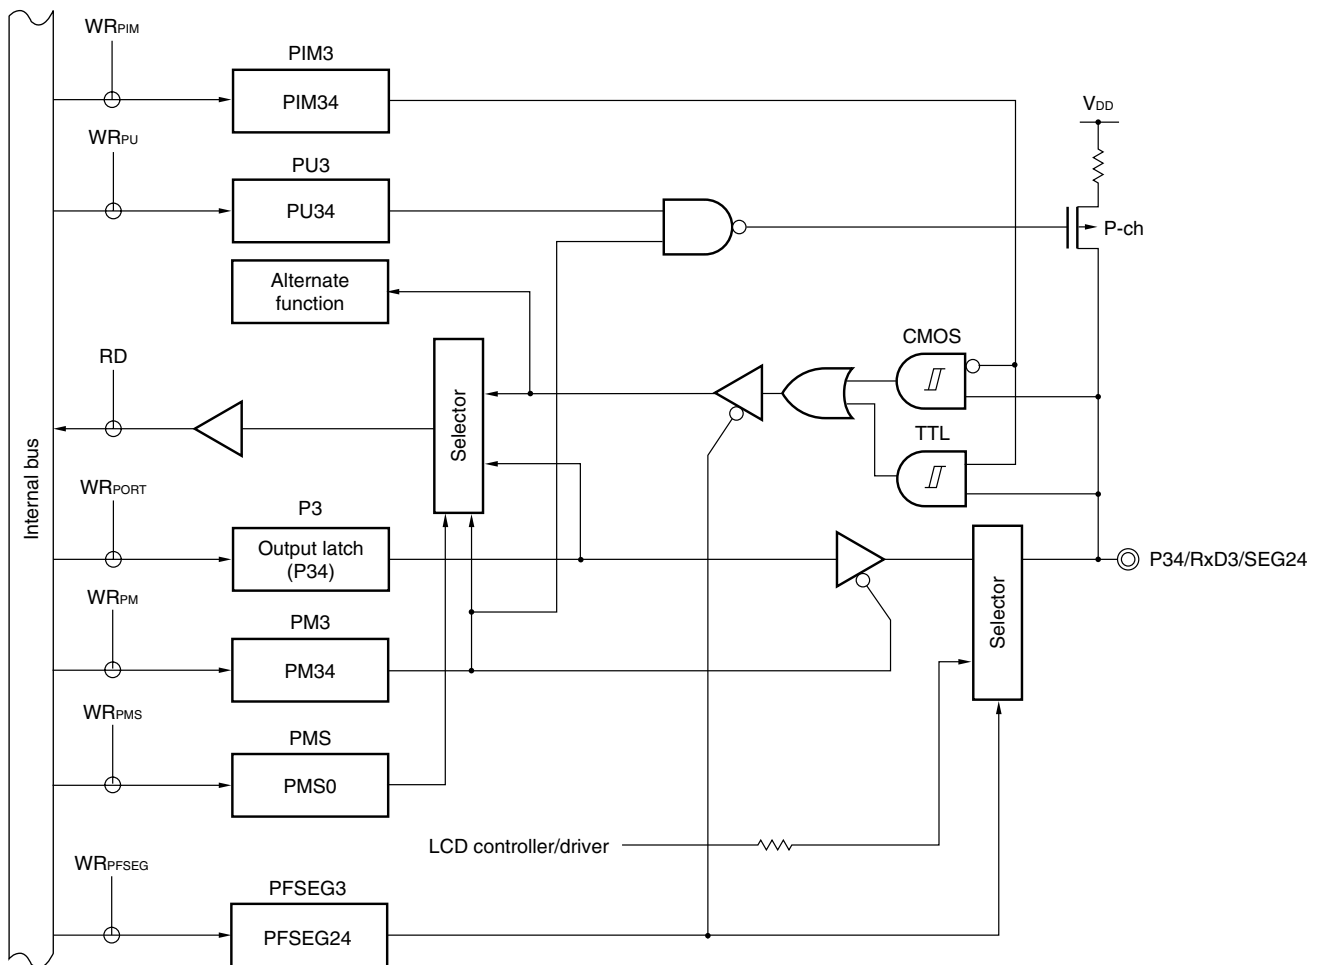 WRPIM
PIM3
PIM34
VDD
WRPU
PU3
PU34
P-ch
Alternate
function
CMOS
RD
Selector
TTL
Internal bus
WRPORT
P3
Output latch
(P34)
P34/RxD3/SEG24
Selector
WRPM
PM3
PM34
WRPMS
PMS
PMS0
LCD controller/driver
WRPFSEG
PFSEG3
PFSEG24